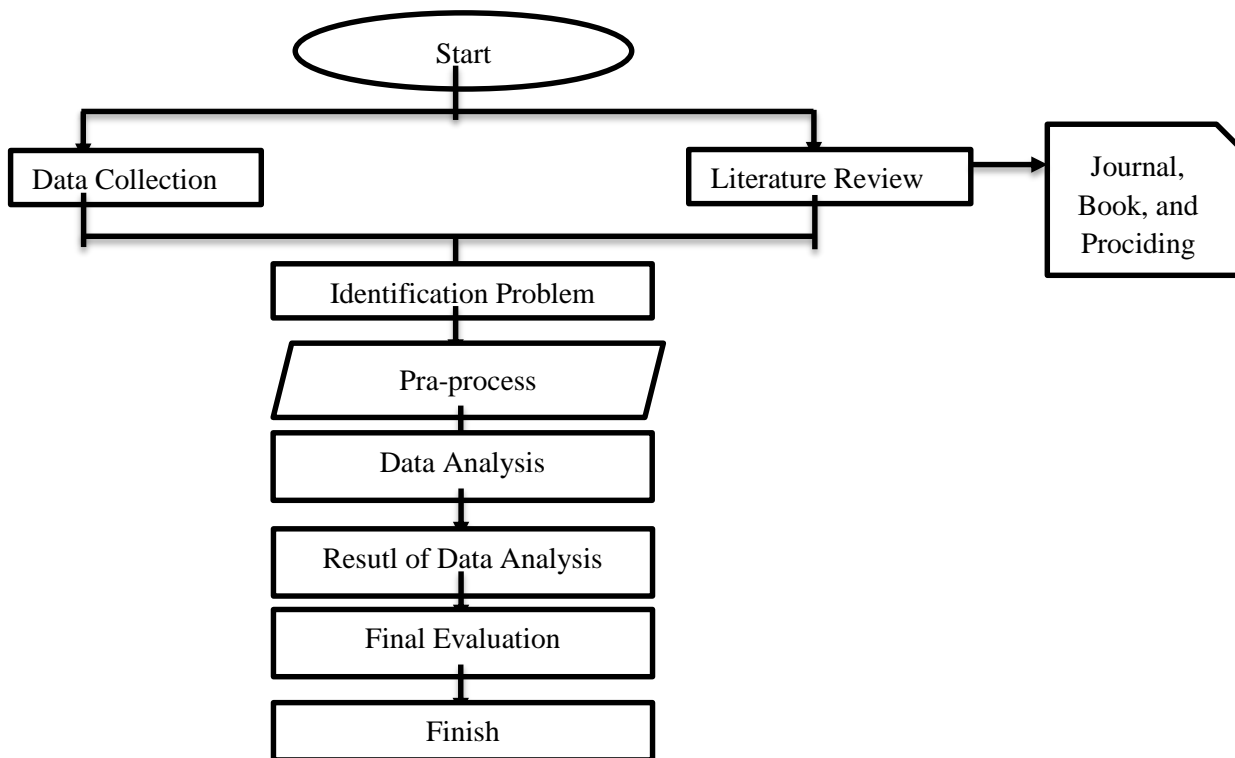 Start
Data Collection
Literature Review
Journal,
Book, and
Prociding
Identification Problem
Pra-process
Data Analysis
Resutl of Data Analysis
Final Evaluation
Finish